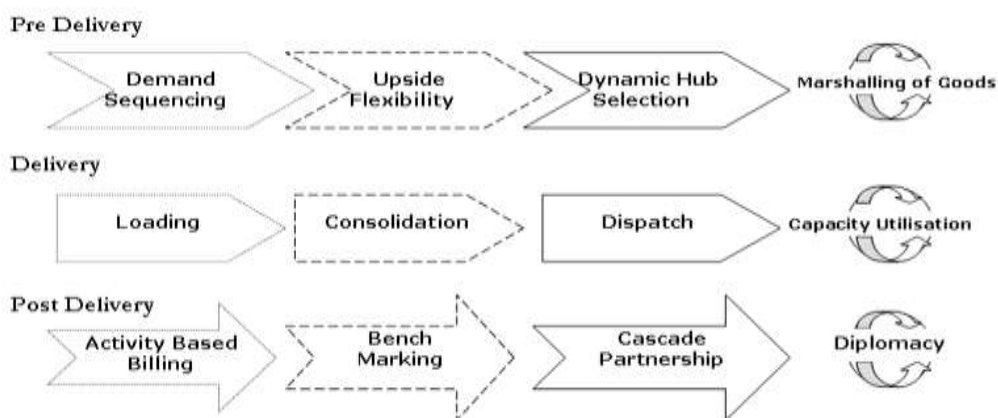 Pre Delivery
Demand
Sequencing
Upside
Flexibility
Dynamic Hub
Selection
Marshalling of Goods
Delivery
Loading
Consolidation
Dispatch
Capacity Utilisation
Post Delivery
Activity Based
Billing
Bench
Marking
Cascade
Partnership
Diplomacy